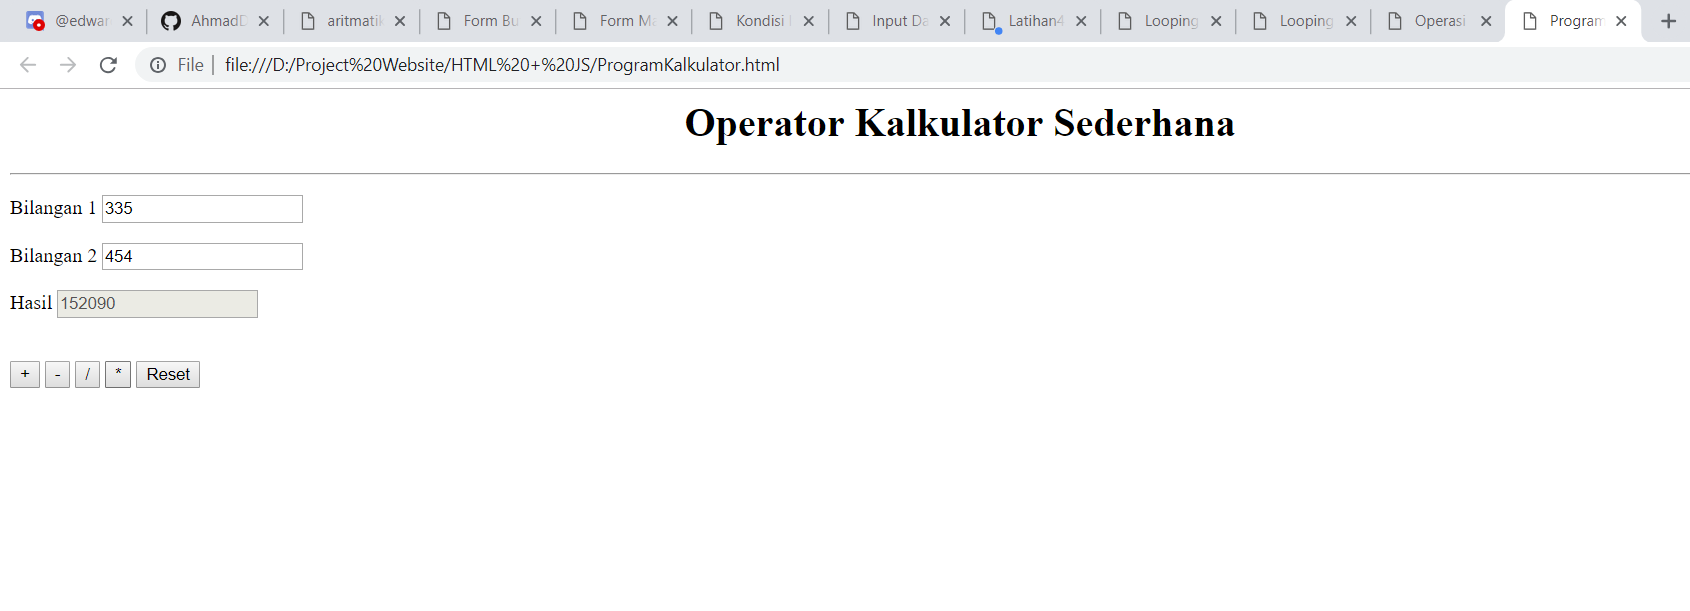 @edwar AhmadD aritmatik Form Bu Form Ma Kondisi Input Da Latihan4 Looping Looping Operasi Program
File file:///D:/Project%20Website/HTML%20+%20JS/ProgramKalkulator.html
Operator Kalkulator Sederhana
Bilangan 1 335
Bilangan 2 454
Hasil 152090
+ - / * Reset